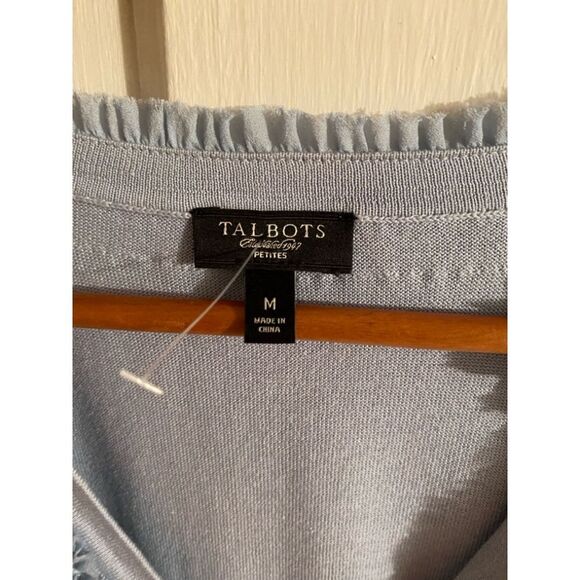 TALBOTS
Established 1947
PETITES
M
MADE IN
CHINA